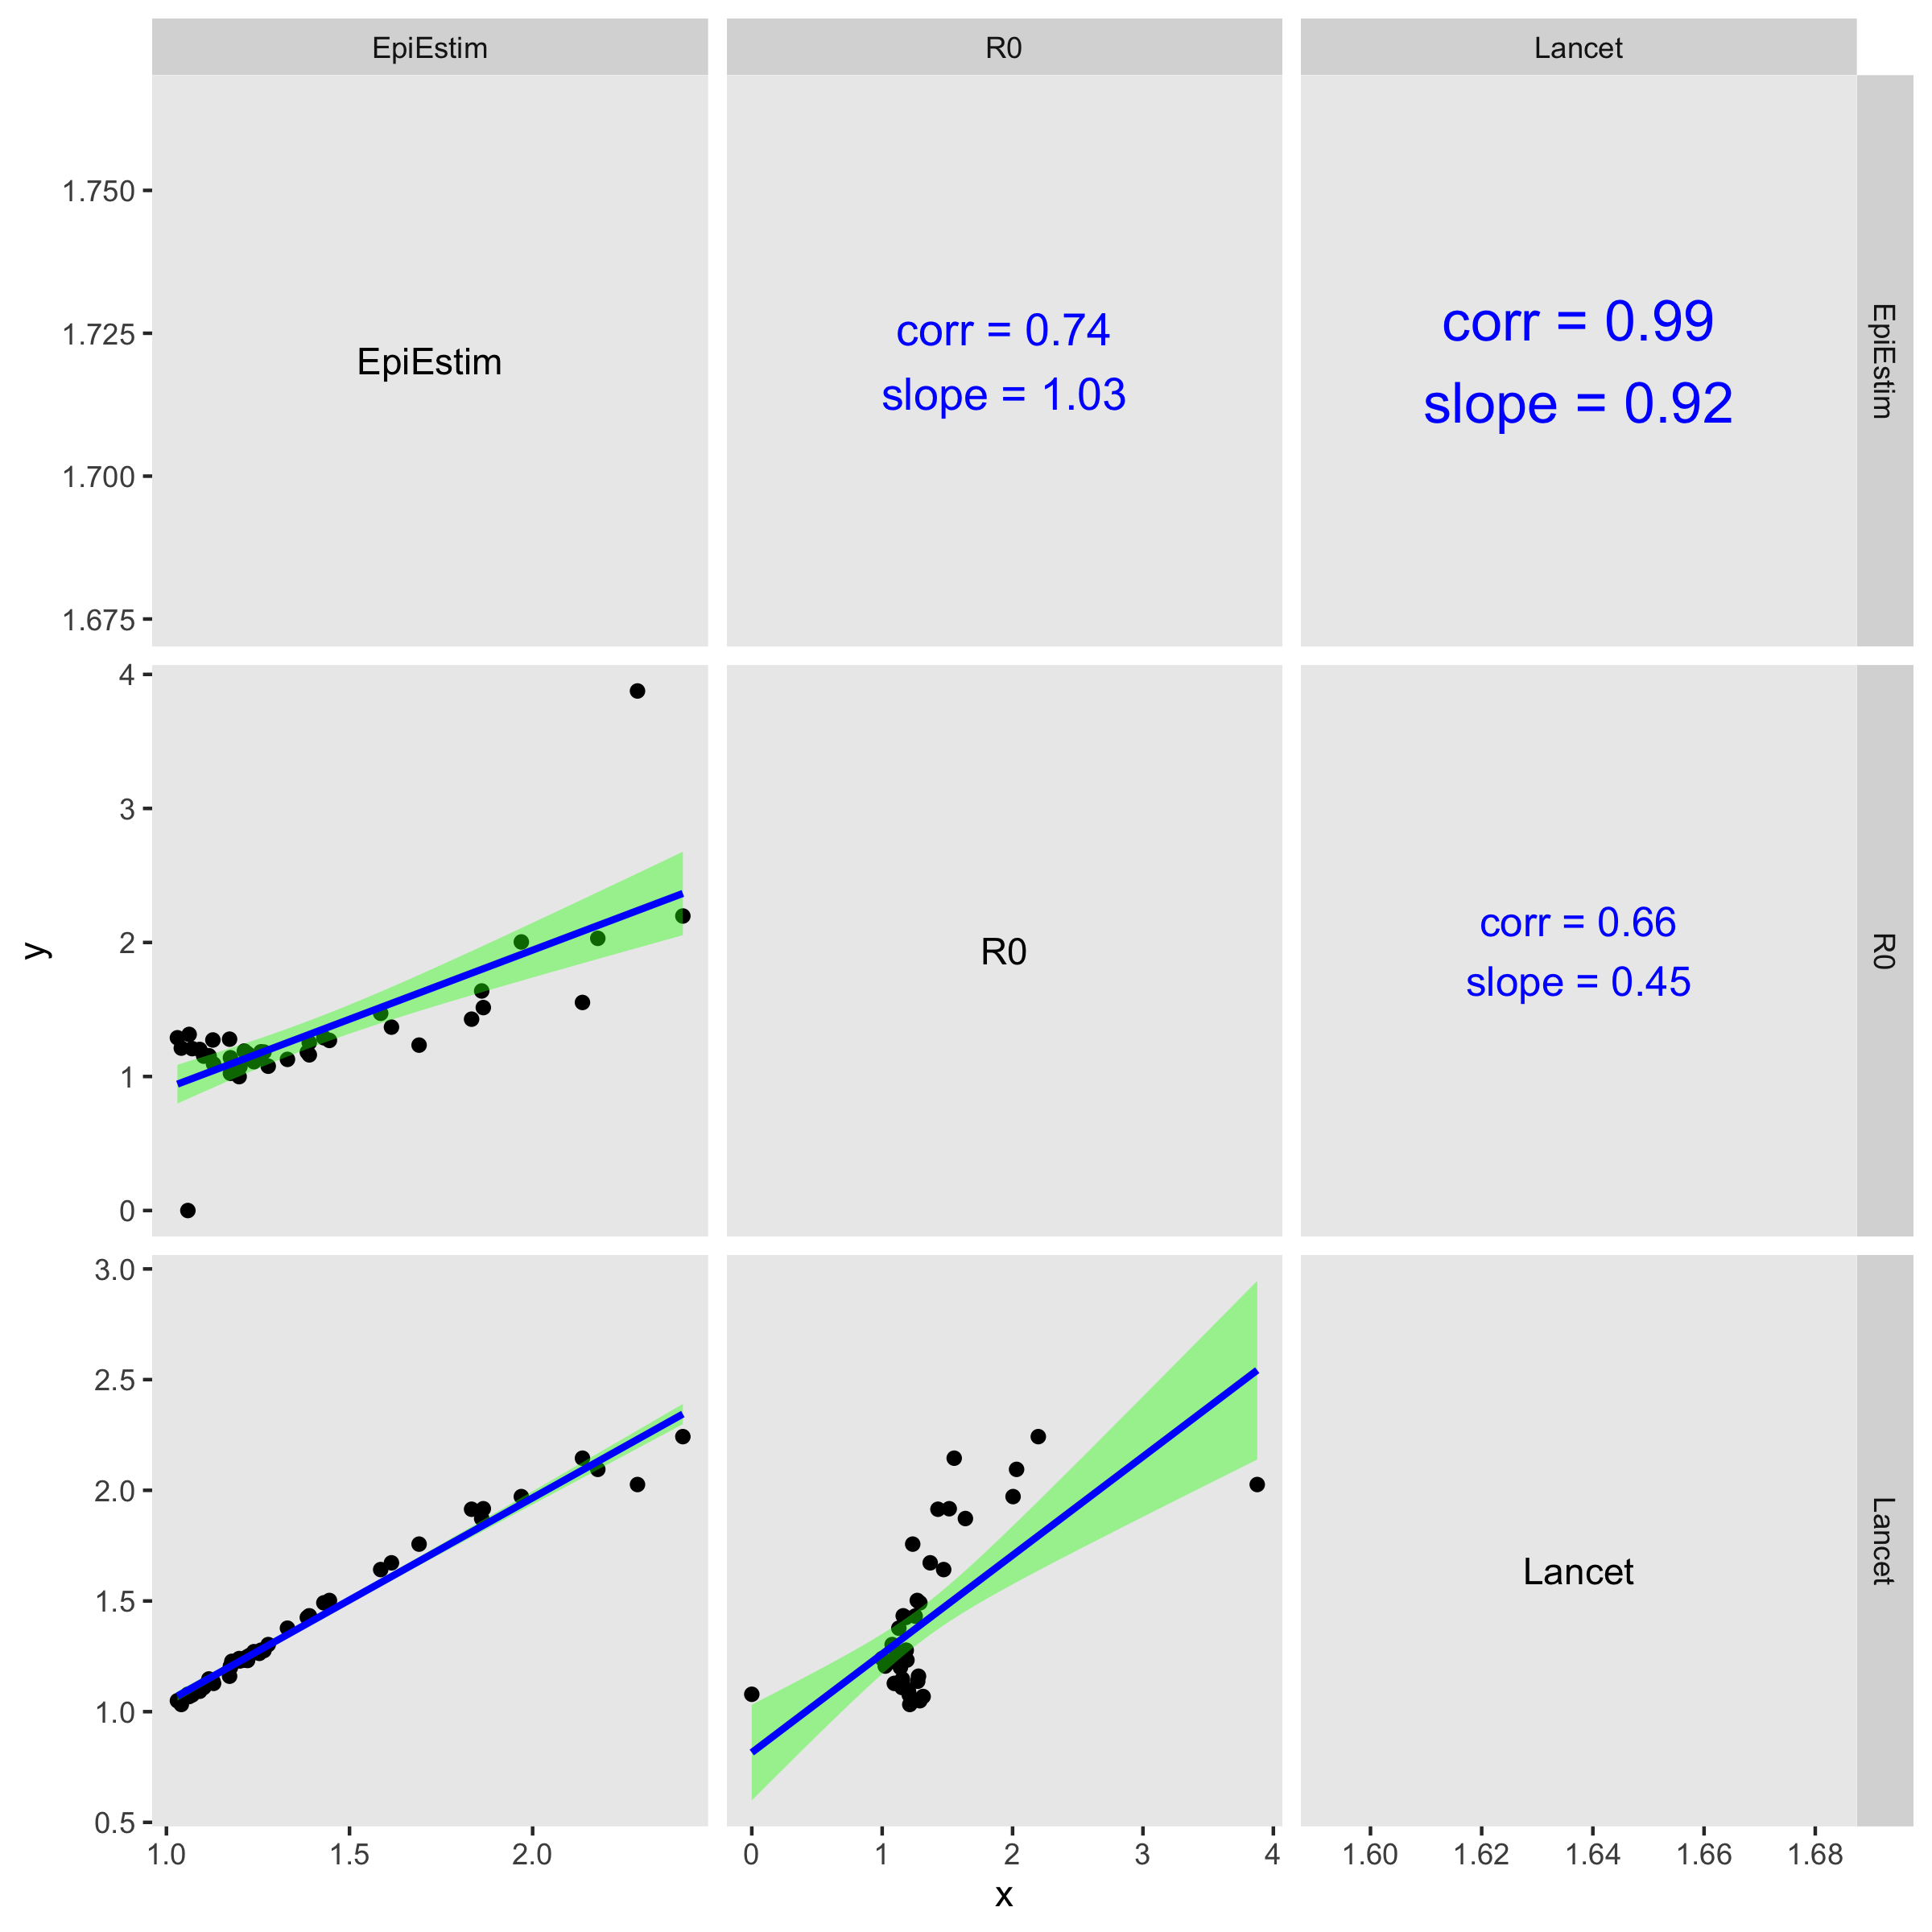 EpiEstim R0 Lancet
1.750
1.725
1.700
1.675
EpiEstim
corr = 0.74
slope = 1.03
corr = 0.99
slope = 0.92
EpiEstim
4
3
2
1
0
R0
corr = 0.66
slope = 0.45
R0
y
3.0
2.5
2.0
1.5
1.0
0.5
Lancet
Lancet
1.0 1.5 2.0 0 1 2 3 4 1.60 1.62 1.64 1.66 1.68
x